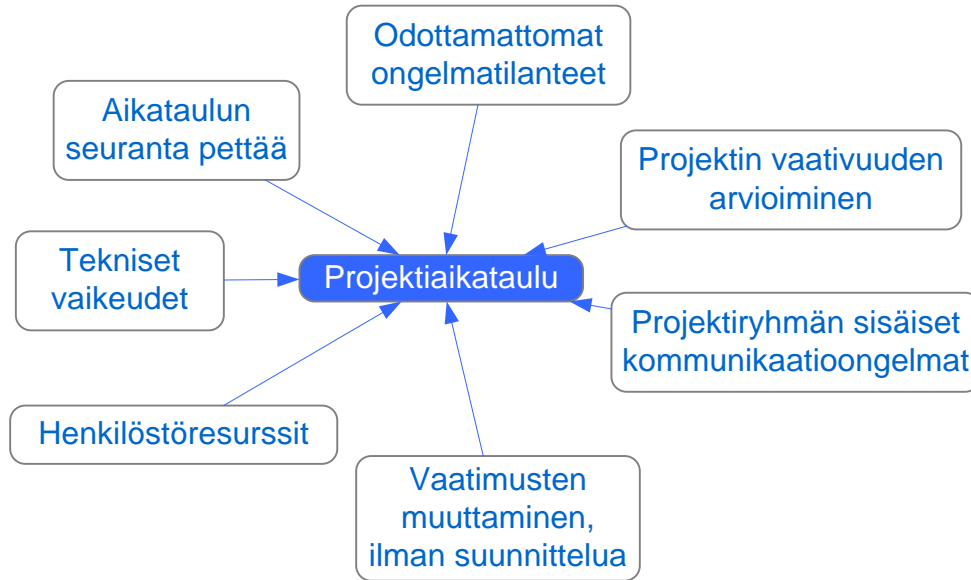 Odottamattomat
ongelmatilanteet
Aikataulun
seuranta pettää
Projektin vaativuuden
arvioiminen
Tekniset
vaikeudet
Projektiaikataulu
Projektiryhmän sisäiset
kommunikaatioongelmat
Henkilöstöresurssit
Vaatimusten
muuttaminen,
ilman suunnittelua